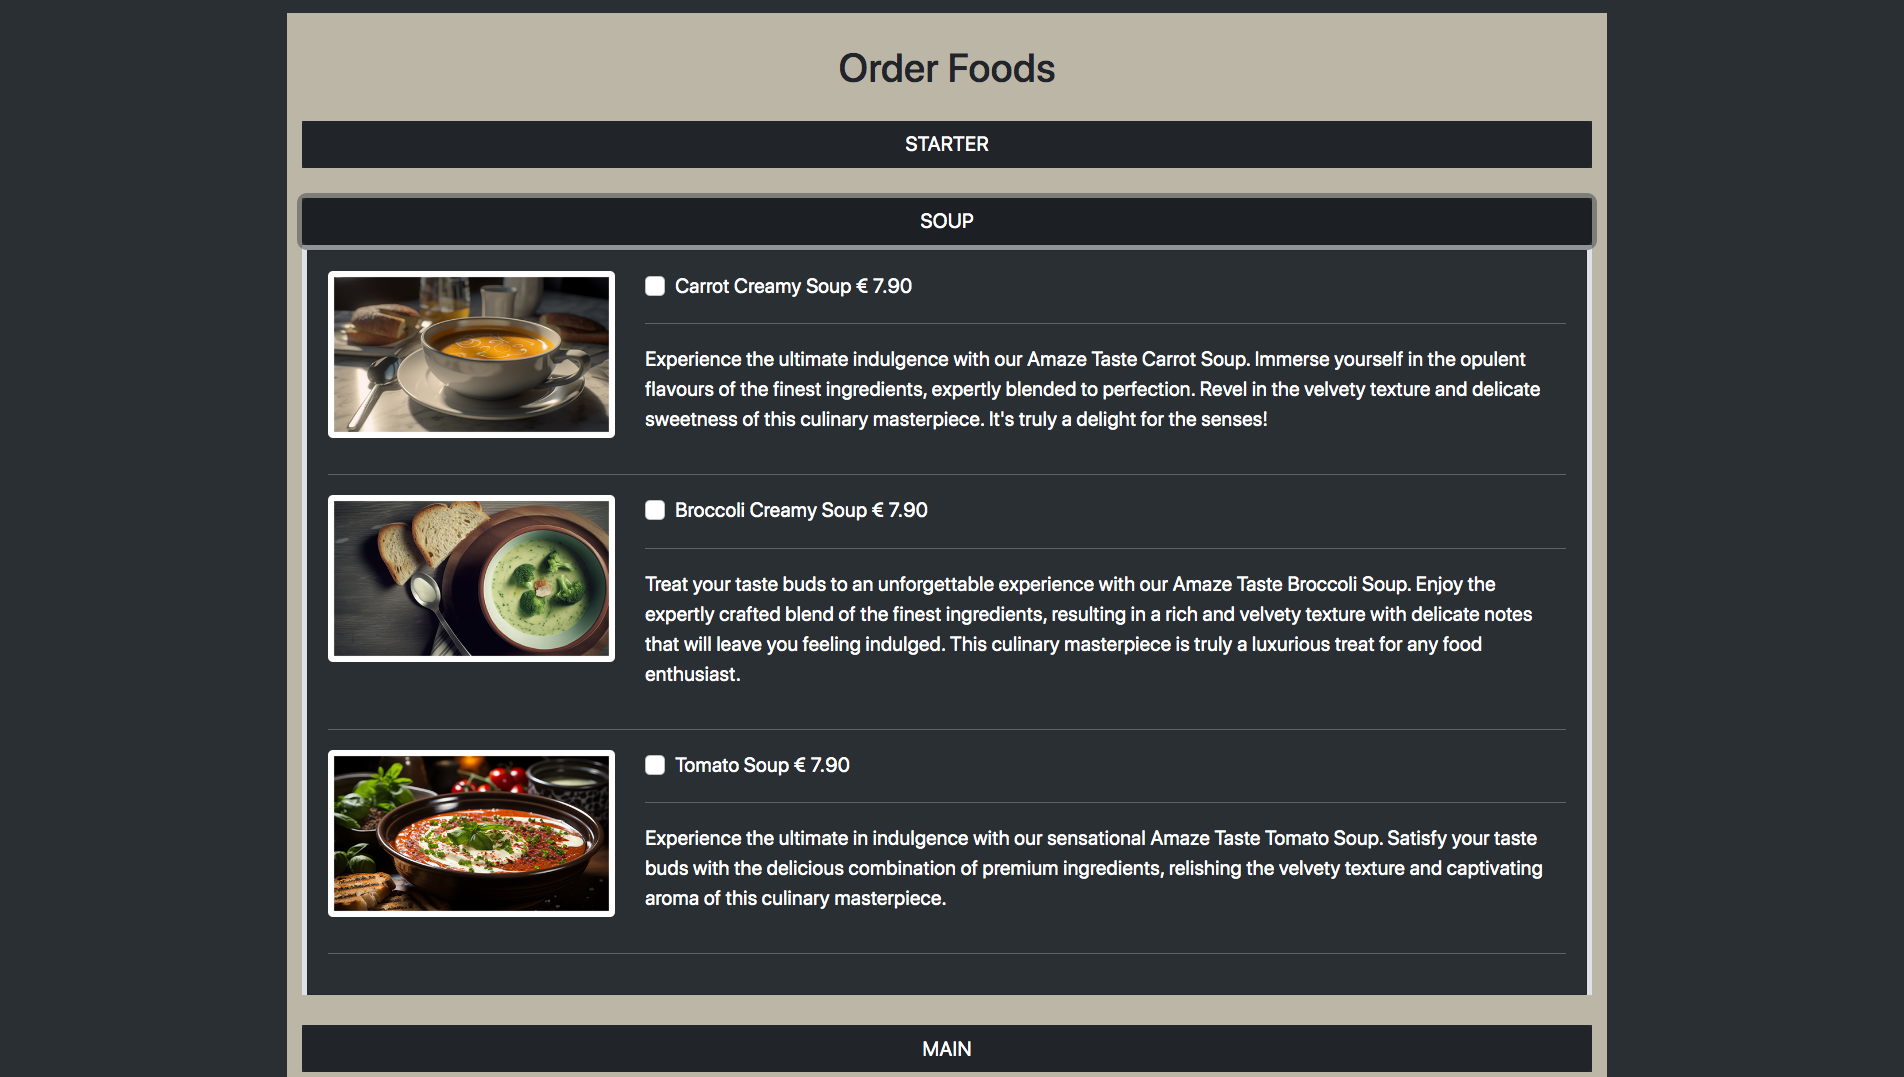 Order Foods
STARTER
SOUP
Carrot Creamy Soup € 7.90
Experience the ultimate indulgence with our Amaze Taste Carrot Soup. Immerse yourself in the opulent
flavours of the finest ingredients, expertly blended to perfection. Revel in the velvety texture and delicate
sweetness of this culinary masterpiece. It's truly a delight for the senses!
Broccoli Creamy Soup € 7.90
Treat your taste buds to an unforgettable experience with our Amaze Taste Broccoli Soup. Enjoy the
expertly crafted blend of the finest ingredients, resulting in a rich and velvety texture with delicate notes
that will leave you feeling indulged. This culinary masterpiece is truly a luxurious treat for any food
enthusiast.
Tomato Soup € 7.90
Experience the ultimate in indulgence with our sensational Amaze Taste Tomato Soup. Satisfy your taste
buds with the delicious combination of premium ingredients, relishing the velvety texture and captivating
aroma of this culinary masterpiece.
MAIN